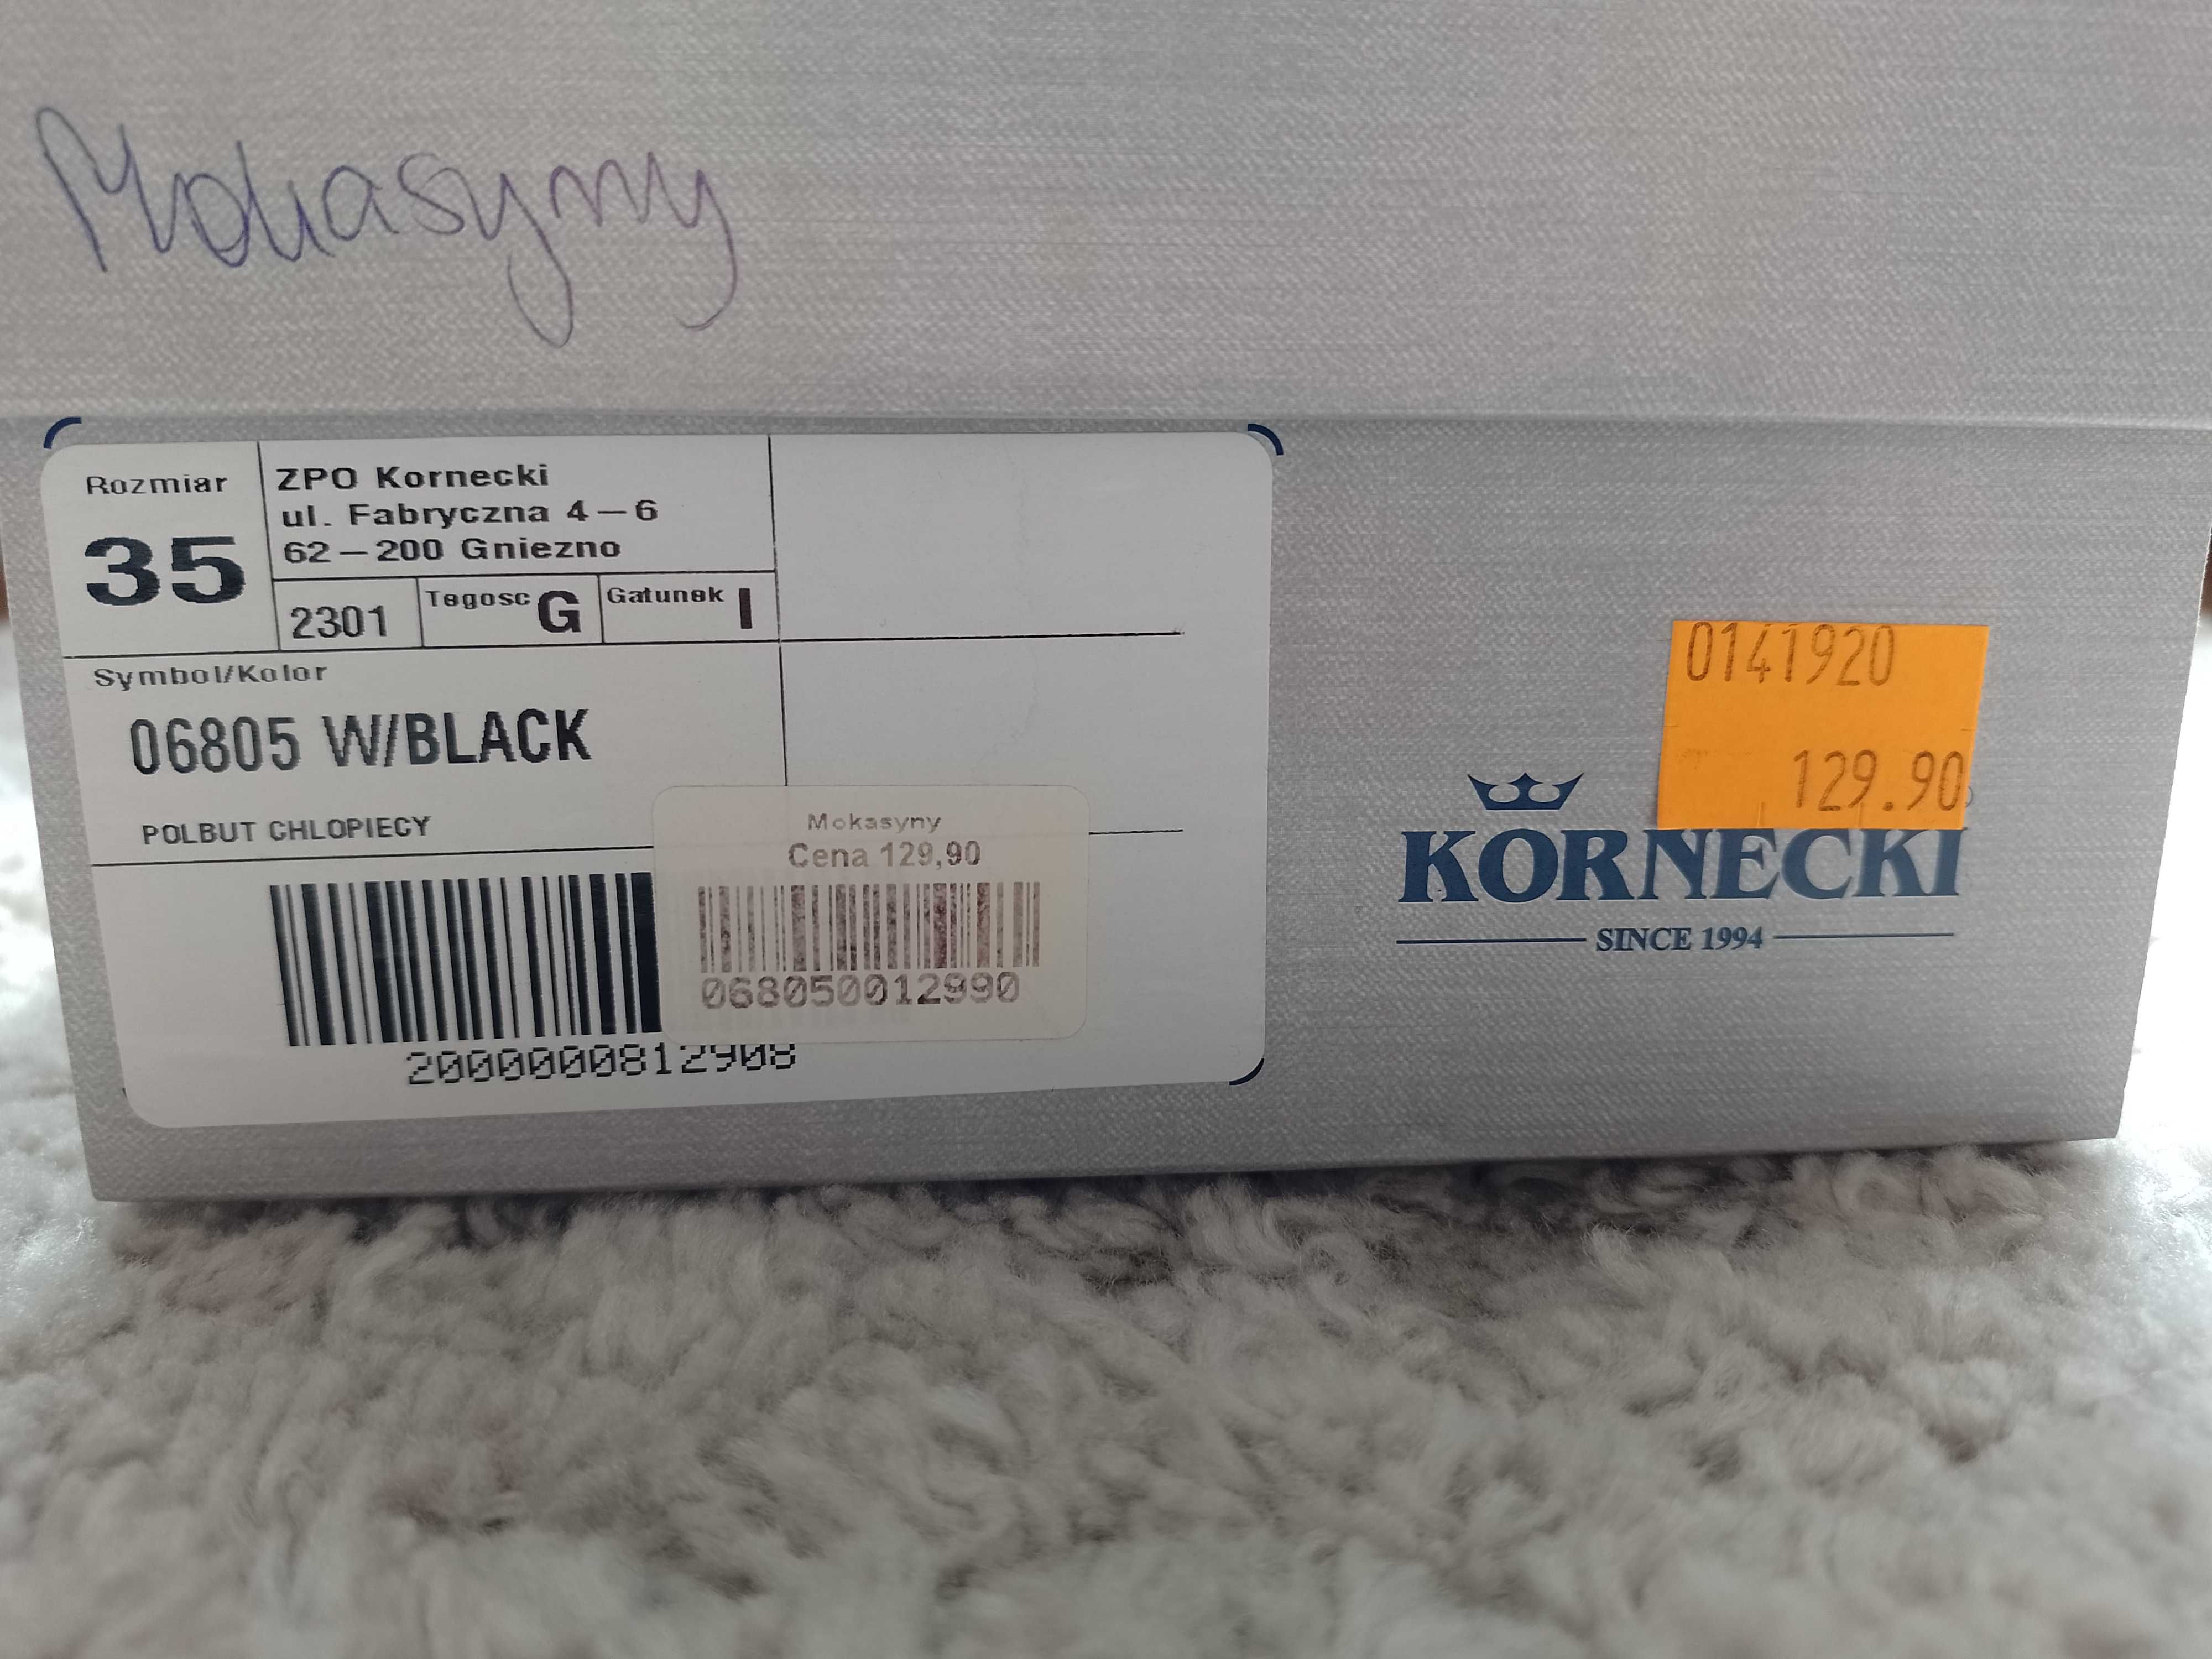 Mokasyny
Rozmiar
35
ZPO Kornecki
ul. Fabryczna 4-6
62-200 Gniezno
2301
Tegosc G
Gatunek I
Symbol/Kolor
06805 W/BLACK
POLBUT CHLOPIECY
2000000812908
Mokasyny
Cena 129,90
068050012990
0141920
129.90
KORNECKI
SINCE 1994